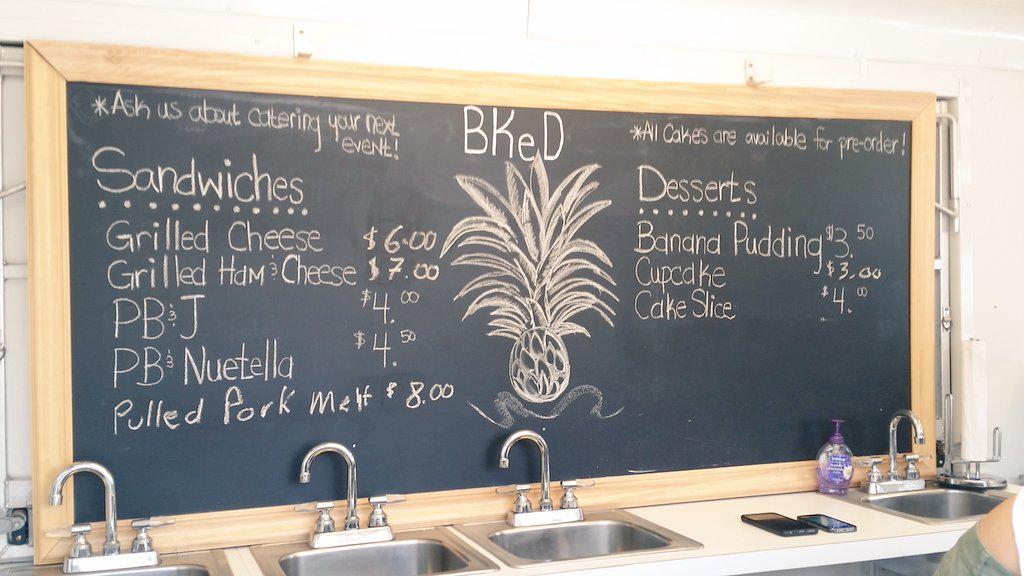 *Ask us about catering your next
event!
BKeD
*All Cakes are available for pre-order!
Sandwiches
Grilled Cheese $6.00
Grilled Ham & Cheese $7.00
PB & J $4.00
PB & Nuetella $4.50
Pulled Pork Melt $8.00
Desserts
Banana Pudding $3.50
Cupcake $3.00
Cake Slice $4.00